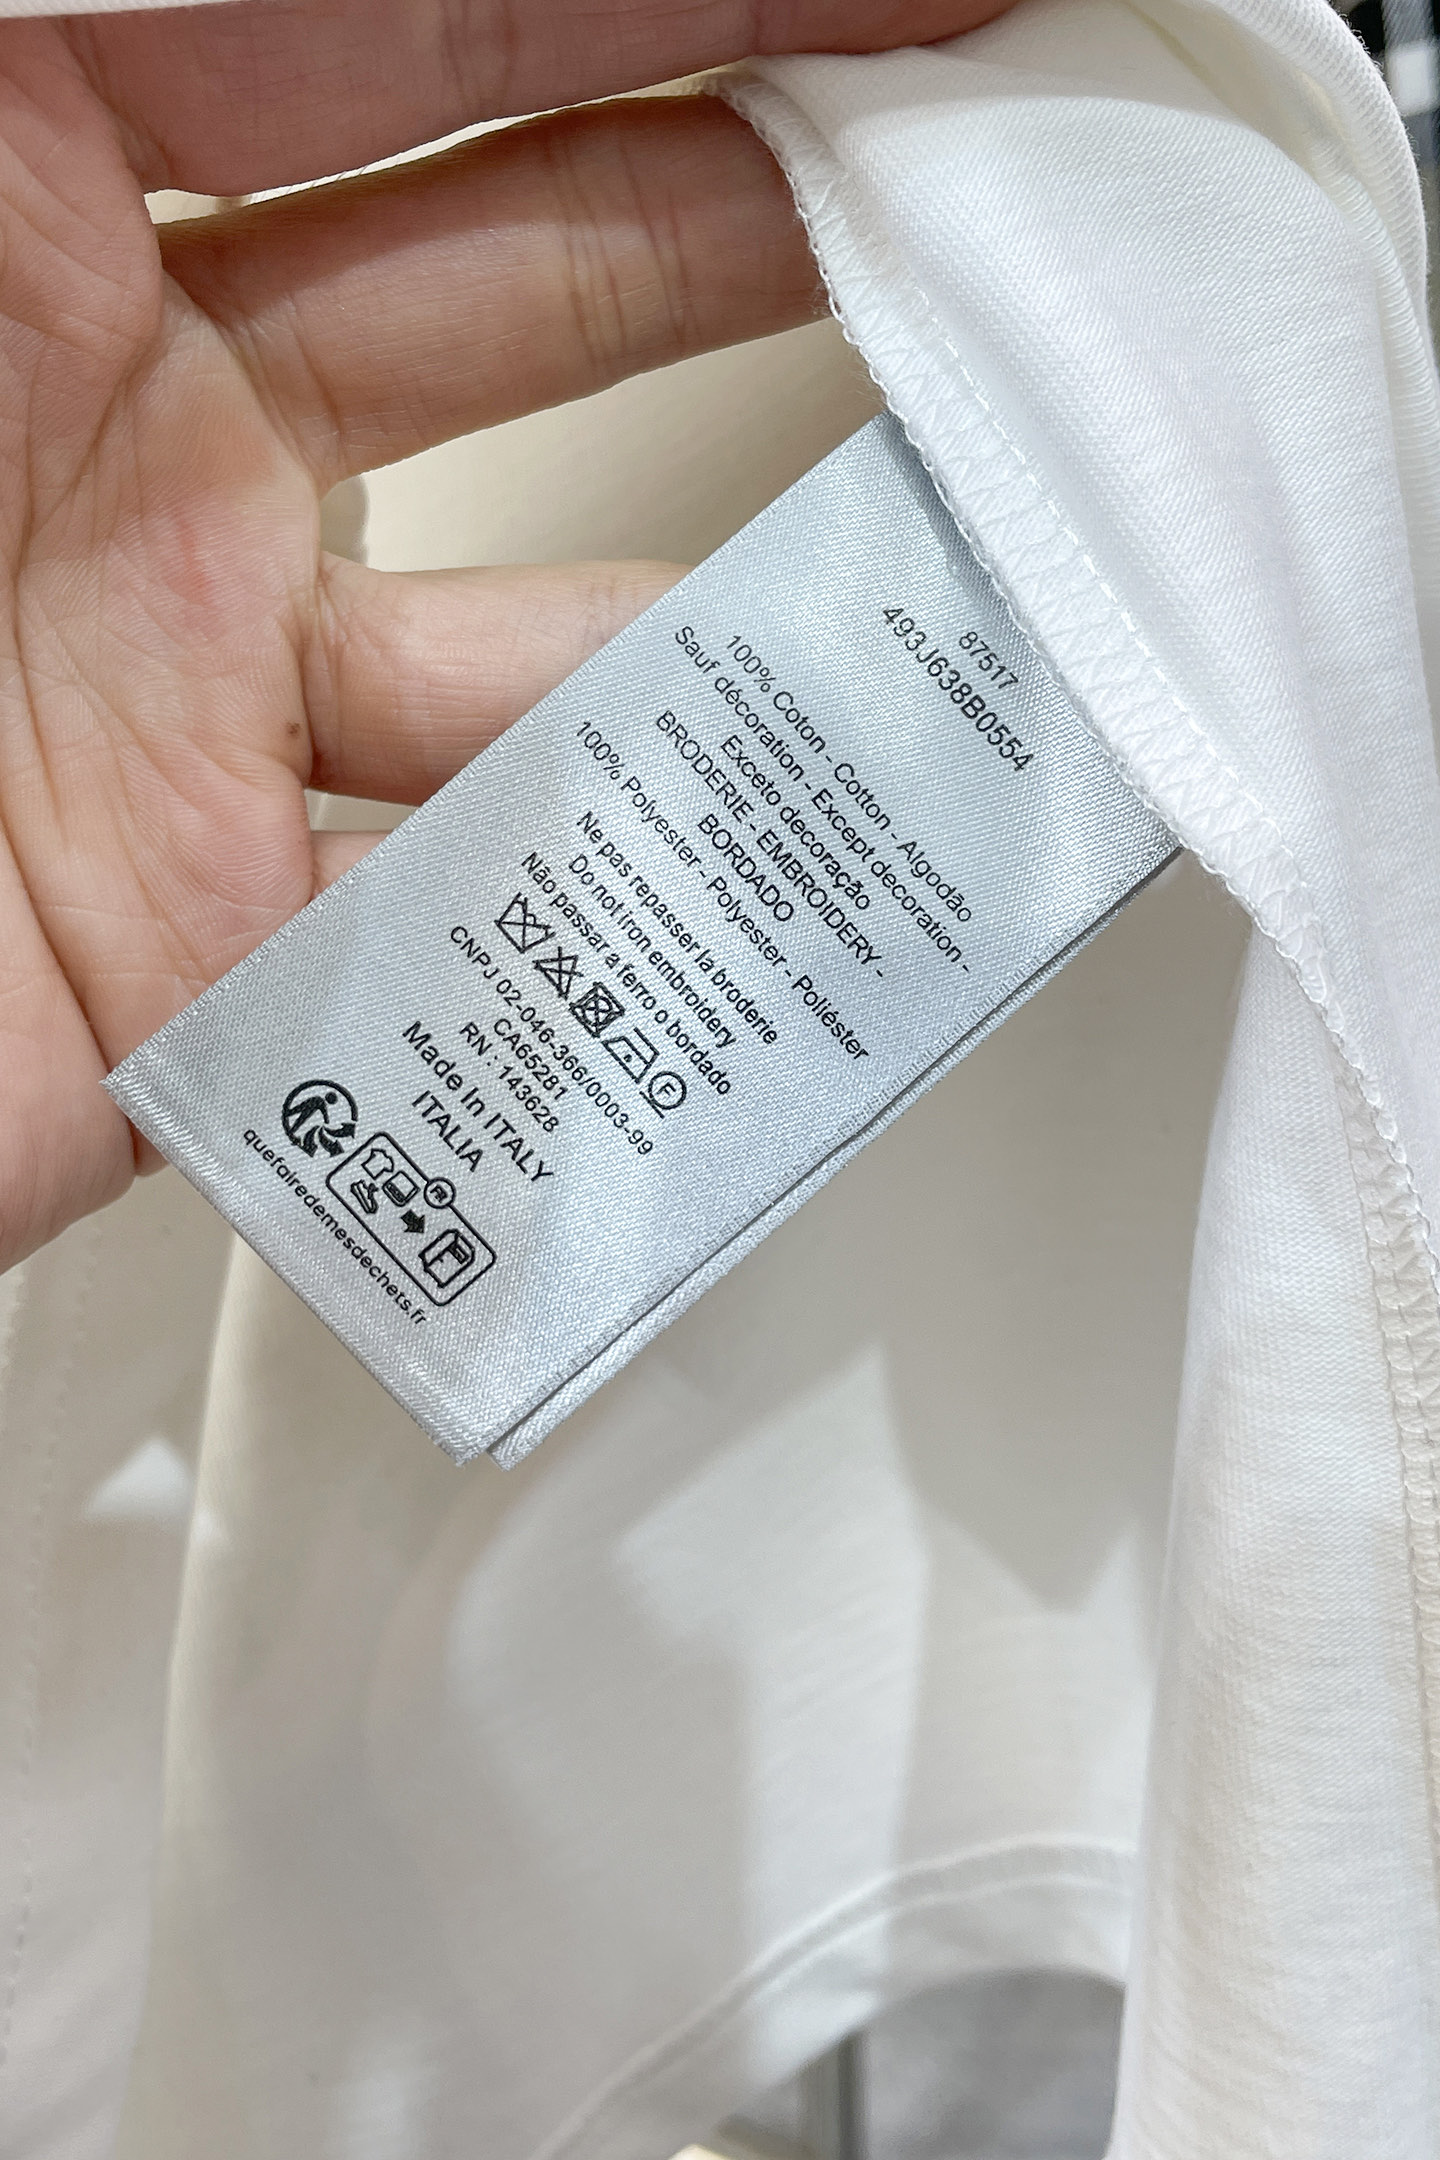 87517
493J638B0554
100% Coton - Cotton - Algodão
Sauf décoration - Except decoration -
Exceto decoração
BRODERIE - EMBROIDERY -
BORDADO
100% Polyester - Polyester - Poliéster
Ne pas repasser la broderie
Do not iron embroidery
Não passar a ferro o bordado
F
CNPJ 02-046-366/0003-99
CA65281
RN : 143628
Made In ITALY
ITALIA
FR
quefairedemesdechets.fr